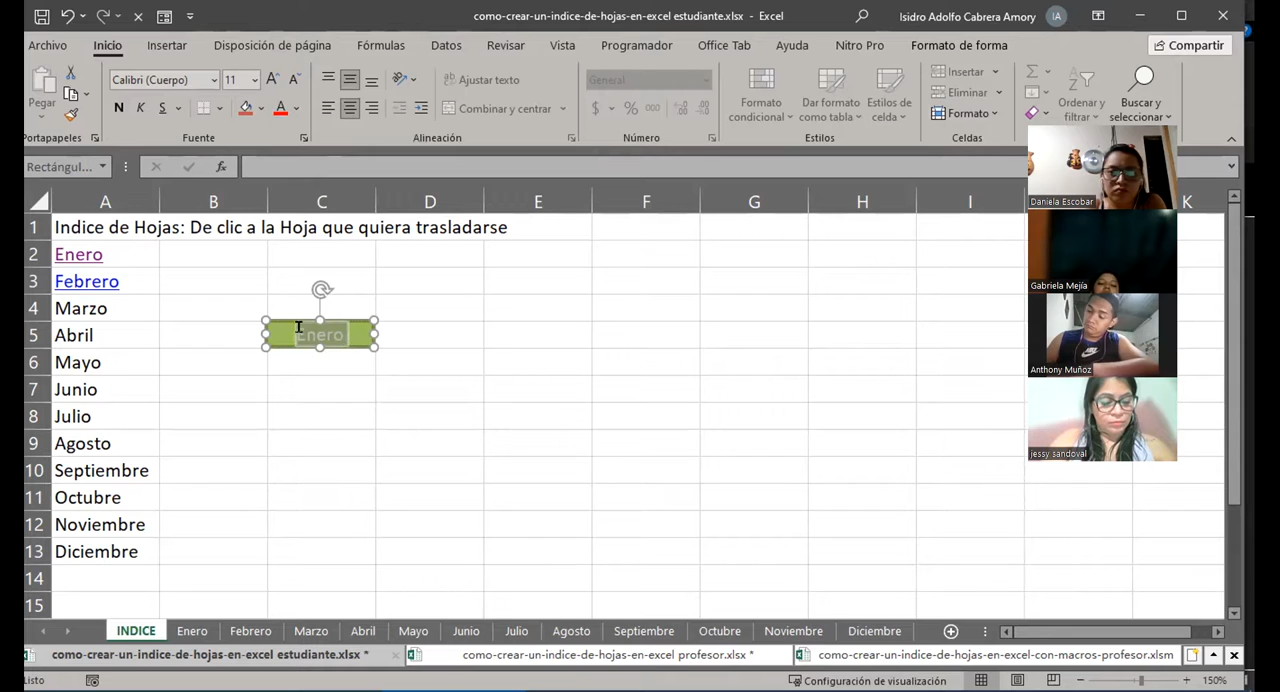 como-crear-un-indice-de-hojas-en-excel estudiante.xlsx - Excel
Isidro Adolfo Cabrera Amory
IA
Archivo
Inicio
Insertar
Disposición de página
Fórmulas
Datos
Revisar
Vista
Programador
Office Tab
Ayuda
Nitro Pro
Formato de forma
Compartir
Pegar
Calibri (Cuerpo)
11
N K S
Ajustar texto
Combinar y centrar
General
$ % 000
Formato condicional
Dar formato como tabla
Estilos de celda
Insertar
Eliminar
Formato
Ordenar y filtrar
Buscar y seleccionar
Portapapeles
Fuente
Alineación
Número
Estilos
Celdas
Rectángul...
fx
A B C D E F G H I K
1 Indice de Hojas: De clic a la Hoja que quiera trasladarse
2 Enero
3 Febrero
4 Marzo
5 Abril
Enero
6 Mayo
7 Junio
8 Julio
9 Agosto
10 Septiembre
11 Octubre
12 Noviembre
13 Diciembre
14
15
Daniela Escobar
Gabriela Mejía
Anthony Muñoz
jessy sandoval
INDICE
Enero
Febrero
Marzo
Abril
Mayo
Junio
Julio
Agosto
Septiembre
Octubre
Noviembre
Diciembre
como-crear-un-indice-de-hojas-en-excel estudiante.xlsx *
como-crear-un-indice-de-hojas-en-excel profesor.xlsx *
como-crear-un-indice-de-hojas-en-excel-con-macros-profesor.xlsm
Listo
Configuración de visualización
150%